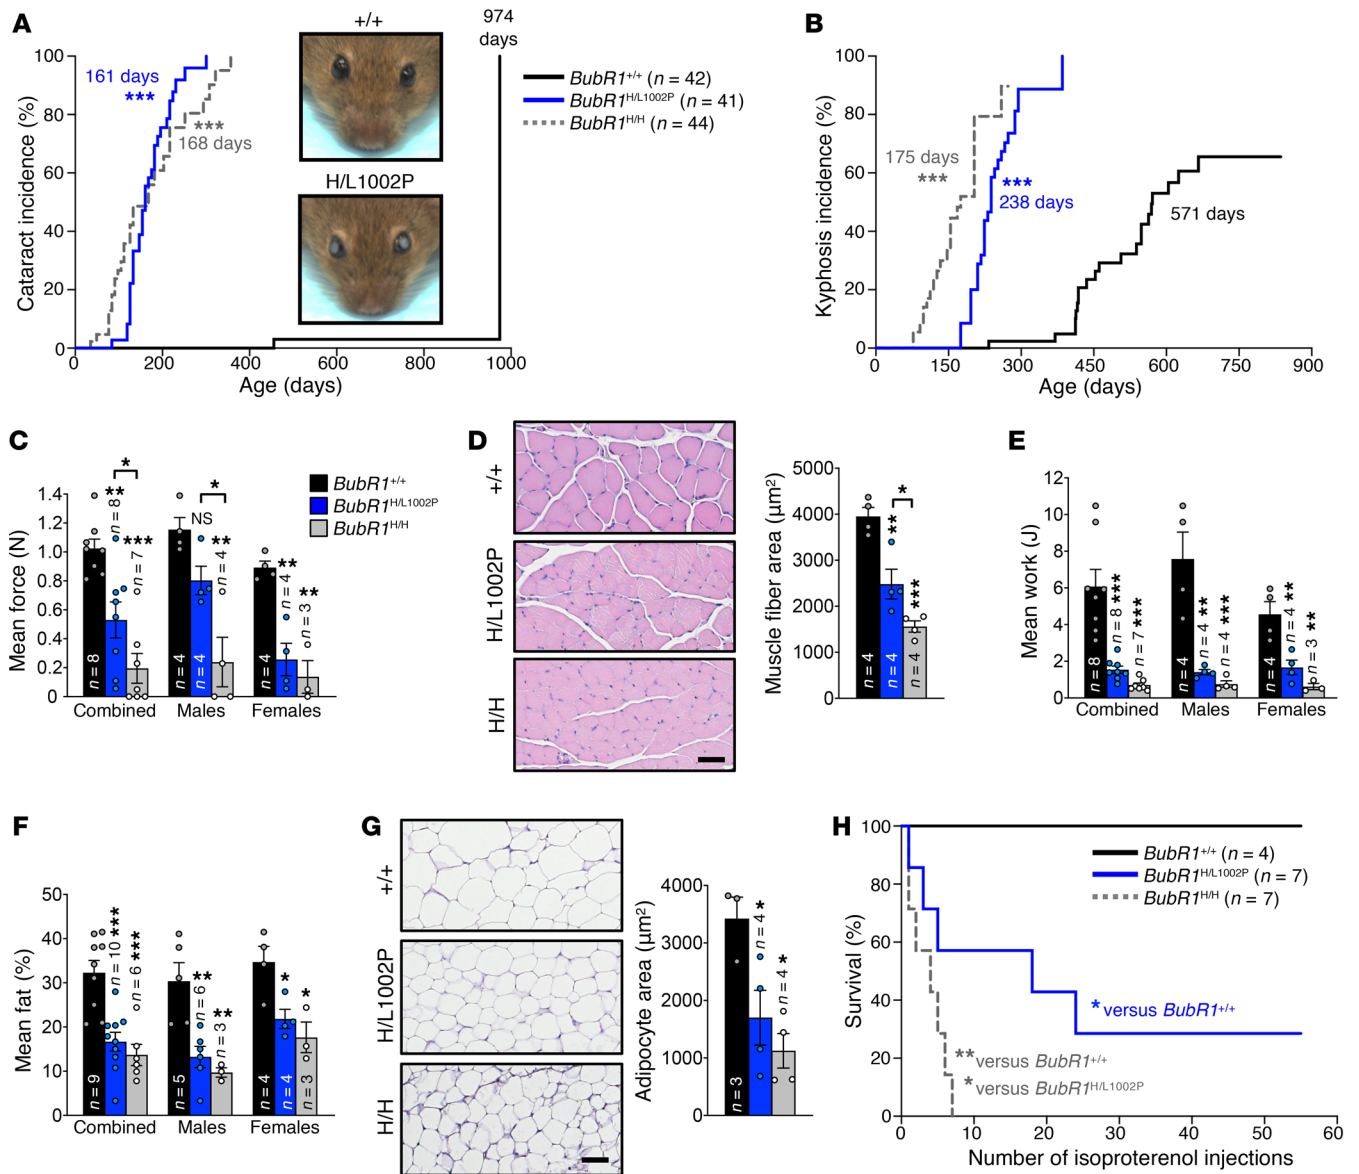 A
+/+
974
days
100
80
60
40
20
0
Cataract incidence (%)
161 days
***
***
168 days
H/L1002P
0
200
400
600
800
1000
Age (days)
BubR1+/+ (n = 42)
BubR1H/L1002P (n = 41)
BubR1H/H (n = 44)
B
100
80
60
40
20
0
Kyphosis incidence (%)
175 days
***
***
238 days
571 days
0
150
300
450
600
750
900
Age (days)
C
1.4
1.2
1.0
0.8
0.6
0.4
0.2
0
Mean force (N)
*
**
n = 8
***
n = 7
n = 8
*
NS
**
n = 4
n = 4
n = 4
**
n = 4
**
n = 3
n = 4
Combined
Males
Females
BubR1+/+
BubR1H/L1002P
BubR1H/H
D
+/+
H/L1002P
H/H
5000
4000
3000
2000
1000
0
Muscle fiber area (µm2)
*
**
***
n = 4
n = 4
n = 4
E
12
10
8
6
4
2
0
Mean work (J)
n = 8
n = 8 ***
n = 7 ***
n = 4
n = 4 **
n = 4 ***
n = 4
n = 4 **
n = 3 **
Combined
Males
Females
F
50
40
30
20
10
0
Mean fat (%)
n = 9
n = 10 ***
n = 6 ***
n = 5
n = 6 **
n = 3 **
n = 4
*
n = 4
*
n = 3
Combined
Males
Females
G
+/+
H/L1002P
H/H
4000
3000
2000
1000
0
Adipocyte area (µm2)
n = 3
n = 4 *
n = 4 *
H
100
80
60
40
20
0
Survival (%)
BubR1+/+ (n = 4)
BubR1H/L1002P (n = 7)
BubR1H/H (n = 7)
* versus BubR1+/+
** versus BubR1+/+
* versus BubR1H/L1002P
0
10
20
30
40
50
60
Number of isoproterenol injections